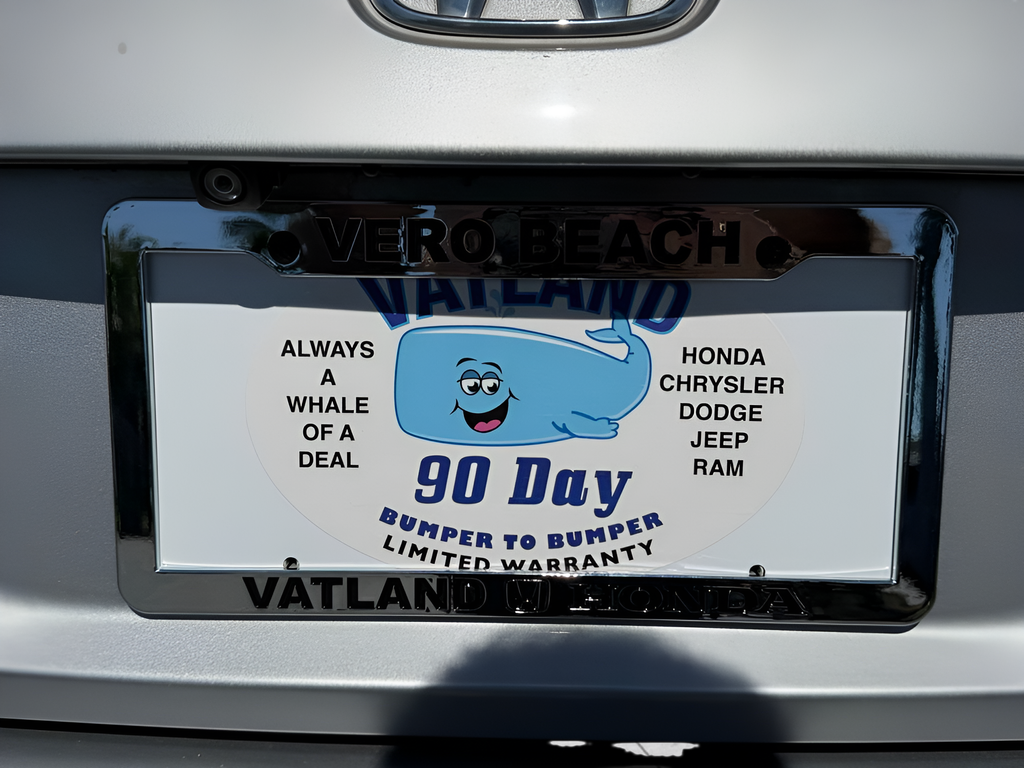 VERO BEACH
VATLAND
ALWAYS
A
WHALE
OF A
DEAL
HONDA
CHRYSLER
DODGE
JEEP
RAM
90 Day
BUMPER TO BUMPER
LIMITED WARRANTY
VATLAND HONDA